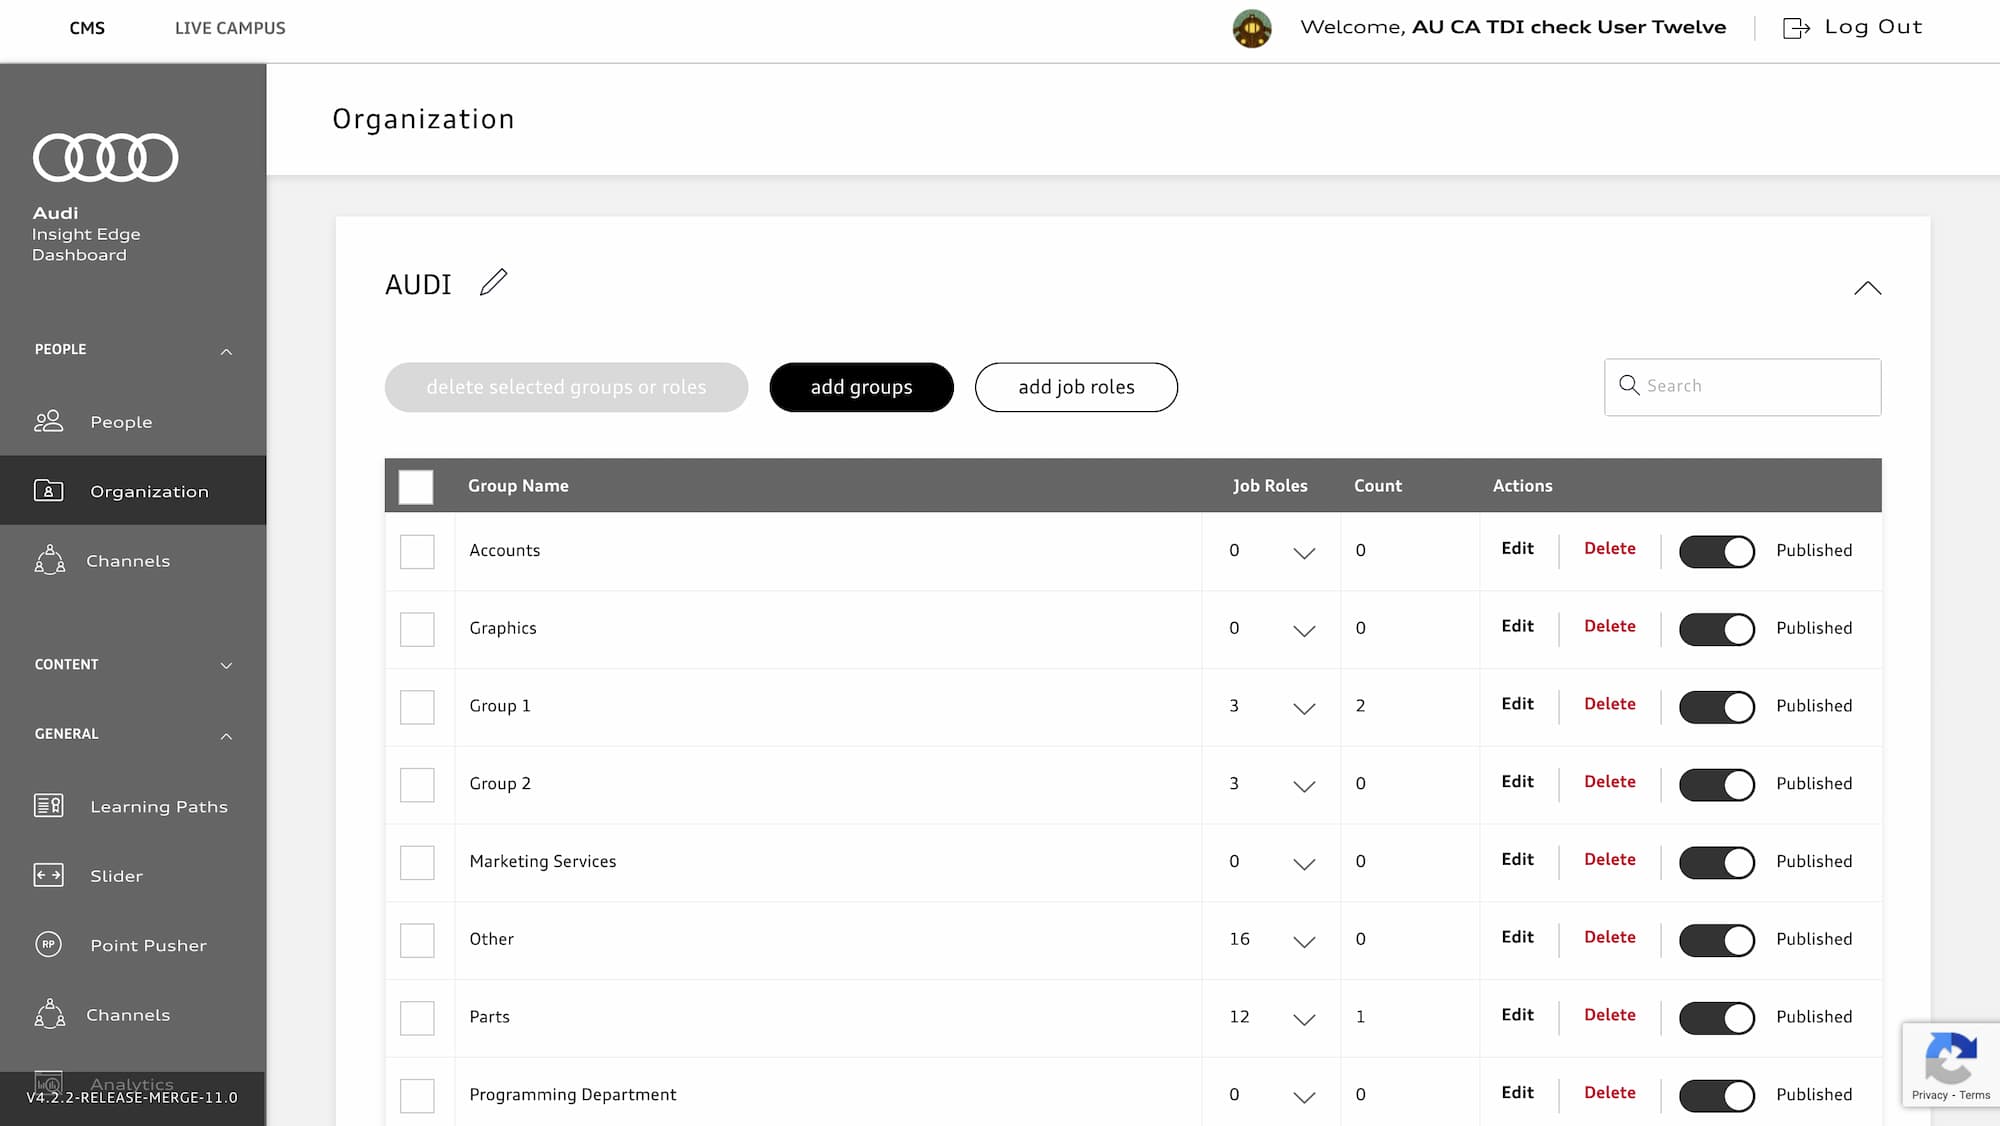 CMS LIVE CAMPUS Welcome, AU CA TDI check User Twelve Log Out
Organization
Audi
Insight Edge
Dashboard
PEOPLE
People
Organization
Channels
CONTENT
GENERAL
Learning Paths
Slider
RP Point Pusher
Channels
Analytics
V4.2.2-RELEASE-MERGE-11.0
AUDI
delete selected groups or roles add groups add job roles Search
Group Name Job Roles Count Actions
Accounts 0 0 Edit Delete Published
Graphics 0 0 Edit Delete Published
Group 1 3 2 Edit Delete Published
Group 2 3 0 Edit Delete Published
Marketing Services 0 0 Edit Delete Published
Other 16 0 Edit Delete Published
Parts 12 1 Edit Delete Published
Programming Department 0 0 Edit Delete Published
Privacy - Terms